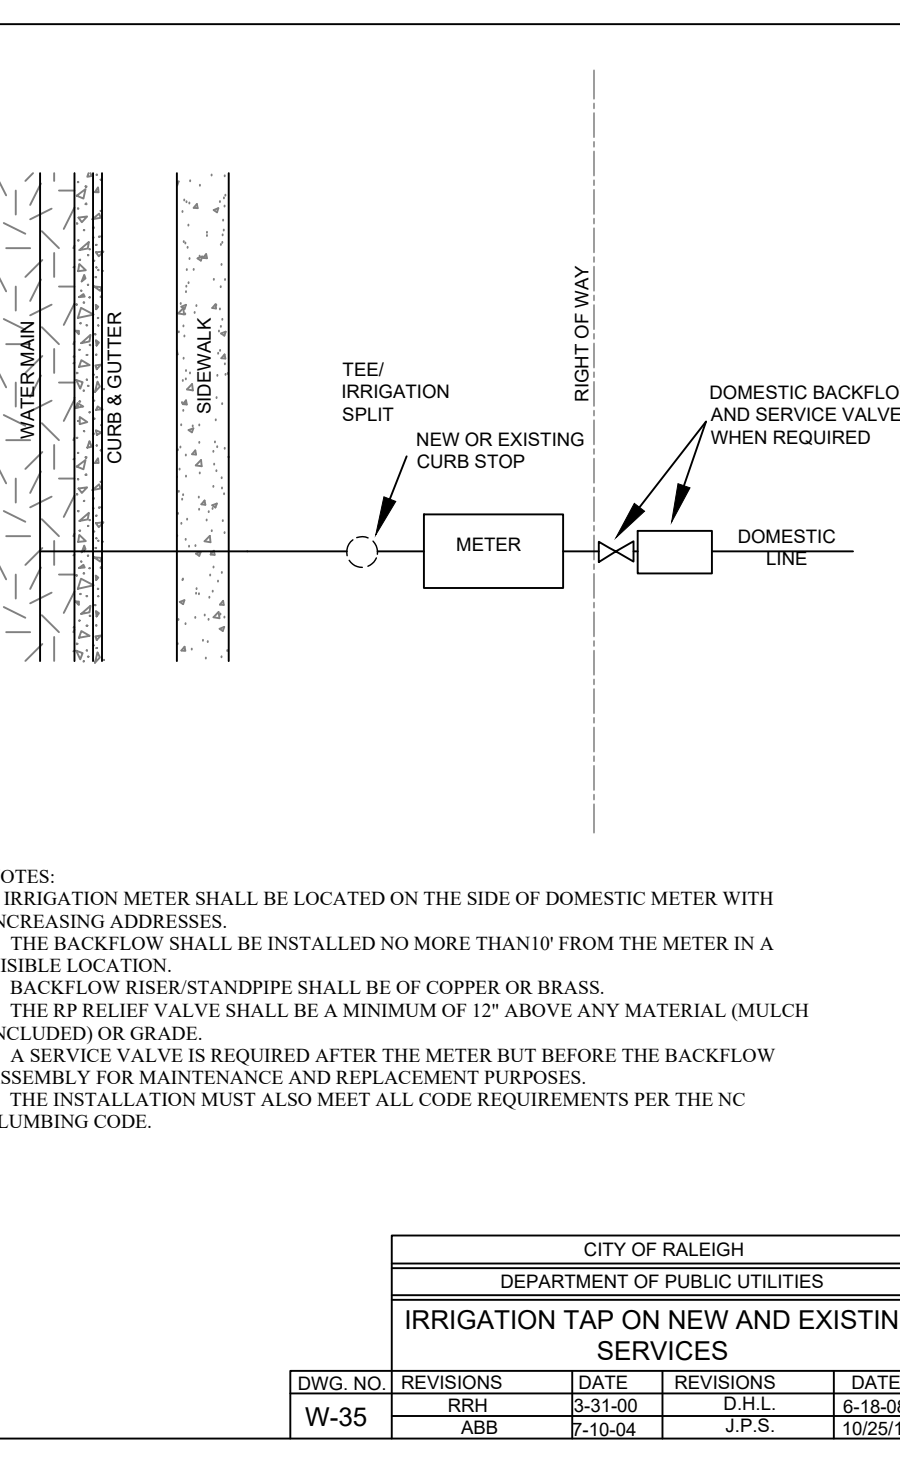 WATER MAIN
CURB & GUTTER
SIDEWALK
RIGHT OF WAY
TEE/
IRRIGATION
SPLIT
NEW OR EXISTING
CURB STOP
METER
DOMESTIC BACKFLO
AND SERVICE VALVE
WHEN REQUIRED
DOMESTIC
LINE
OTES:
IRRIGATION METER SHALL BE LOCATED ON THE SIDE OF DOMESTIC METER WITH
NCREASING ADDRESSES.
THE BACKFLOW SHALL BE INSTALLED NO MORE THAN10' FROM THE METER IN A
ISIBLE LOCATION.
BACKFLOW RISER/STANDPIPE SHALL BE OF COPPER OR BRASS.
THE RP RELIEF VALVE SHALL BE A MINIMUM OF 12" ABOVE ANY MATERIAL (MULCH
NCLUDED) OR GRADE.
A SERVICE VALVE IS REQUIRED AFTER THE METER BUT BEFORE THE BACKFLOW
SSEMBLY FOR MAINTENANCE AND REPLACEMENT PURPOSES.
THE INSTALLATION MUST ALSO MEET ALL CODE REQUIREMENTS PER THE NC
LUMBING CODE.
CITY OF RALEIGH
DEPARTMENT OF PUBLIC UTILITIES
IRRIGATION TAP ON NEW AND EXISTIN
SERVICES
DWG. NO. REVISIONS DATE REVISIONS DATE
W-35
RRH 3-31-00 D.H.L. 6-18-08
ABB 7-10-04 J.P.S. 10/25/1